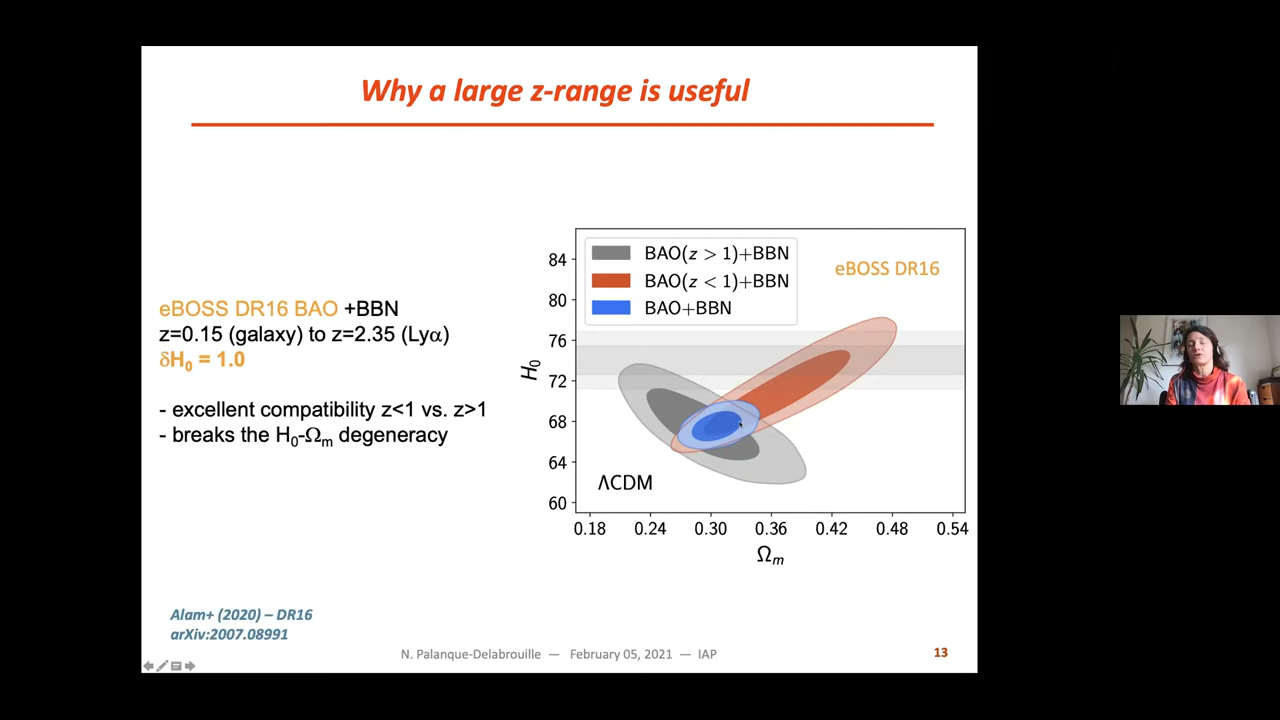 Why a large z-range is useful
eBOSS DR16 BAO +BBN
z=0.15 (galaxy) to z=2.35 (Lyα)
δH₀ = 1.0
- excellent compatibility z<1 vs. z>1
- breaks the H₀-Ωₘ degeneracy
BAO(z > 1)+BBN
BAO(z < 1)+BBN
BAO+BBN
eBOSS DR16
84
80
76
72
68
64
60
H₀
ΛCDM
0.18 0.24 0.30 0.36 0.42 0.48 0.54
Ωₘ
Alam+ (2020) – DR16
arXiv:2007.08991
N. Palanque-Delabrouille — February 05, 2021 — IAP
13